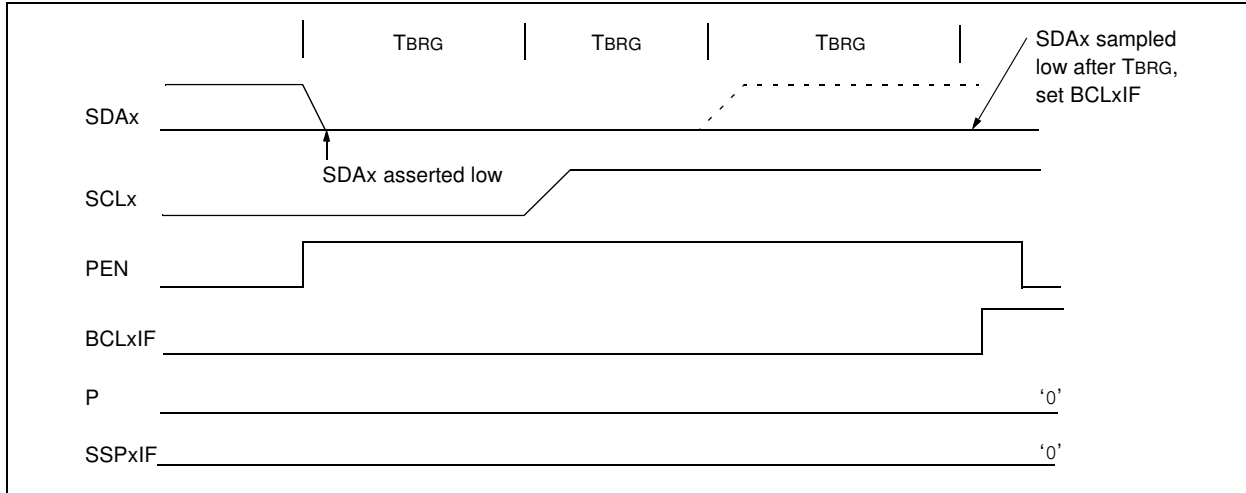 TBRG TBRG TBRG
SDAx sampled
low after TBRG,
set BCLxIF
SDAx
SDAx asserted low
SCLx
PEN
BCLxIF
P ‘0’
SSPxIF ‘0’